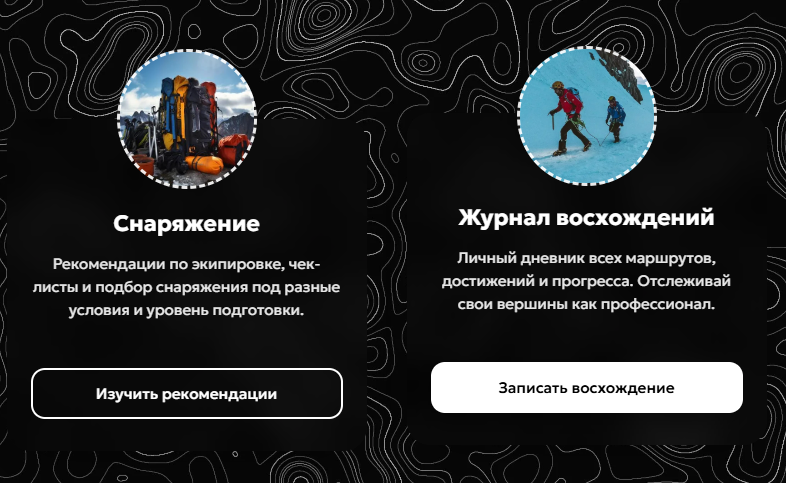 Снаряжение
Рекомендации по экипировке, чек-
листы и подбор снаряжения под разные
условия и уровень подготовки.
Изучить рекомендации
Журнал восхождений
Личный дневник всех маршрутов,
достижений и прогресса. Отслеживай
свои вершины как профессионал.
Записать восхождение